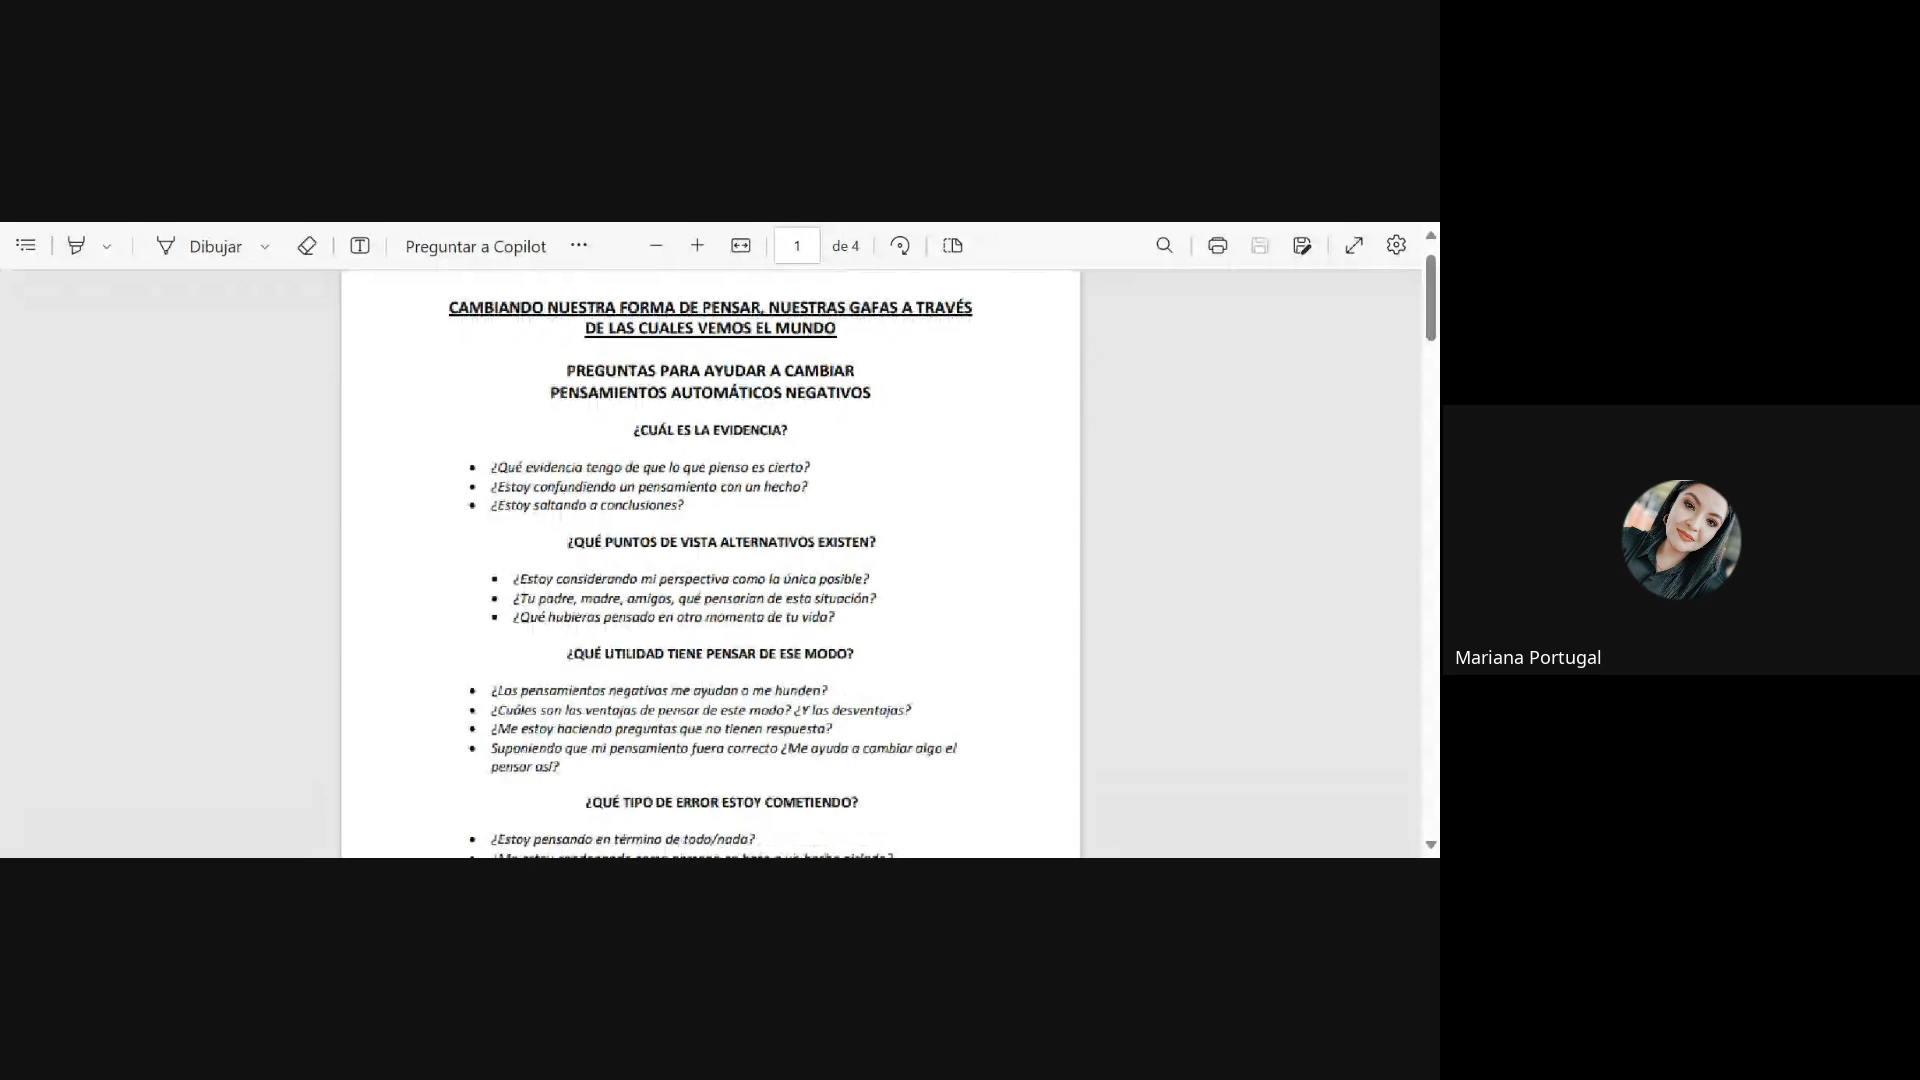 Dibujar
Preguntar a Copilot
1 de 4
CAMBIANDO NUESTRA FORMA DE PENSAR, NUESTRAS GAFAS A TRAVÉS
DE LAS CUALES VEMOS EL MUNDO
PREGUNTAS PARA AYUDAR A CAMBIAR
PENSAMIENTOS AUTOMÁTICOS NEGATIVOS
¿CUÁL ES LA EVIDENCIA?
• ¿Qué evidencia tengo de que lo que pienso es cierto?
• ¿Estoy confundiendo un pensamiento con un hecho?
• ¿Estoy saltando a conclusiones?
¿QUÉ PUNTOS DE VISTA ALTERNATIVOS EXISTEN?
▪ ¿Estoy considerando mi perspectiva como la única posible?
▪ ¿Tu padre, madre, amigos, qué pensarían de esta situación?
▪ ¿Qué hubieras pensado en otro momento de tu vida?
¿QUÉ UTILIDAD TIENE PENSAR DE ESE MODO?
• ¿Los pensamientos negativos me ayudan o me hunden?
• ¿Cuáles son las ventajas de pensar de este modo? ¿Y las desventajas?
• ¿Me estoy haciendo preguntas que no tienen respuesta?
• Suponiendo que mi pensamiento fuera correcto ¿Me ayuda a cambiar algo el
pensar así?
¿QUÉ TIPO DE ERROR ESTOY COMETIENDO?
• ¿Estoy pensando en término de todo/nada?
Mariana Portugal